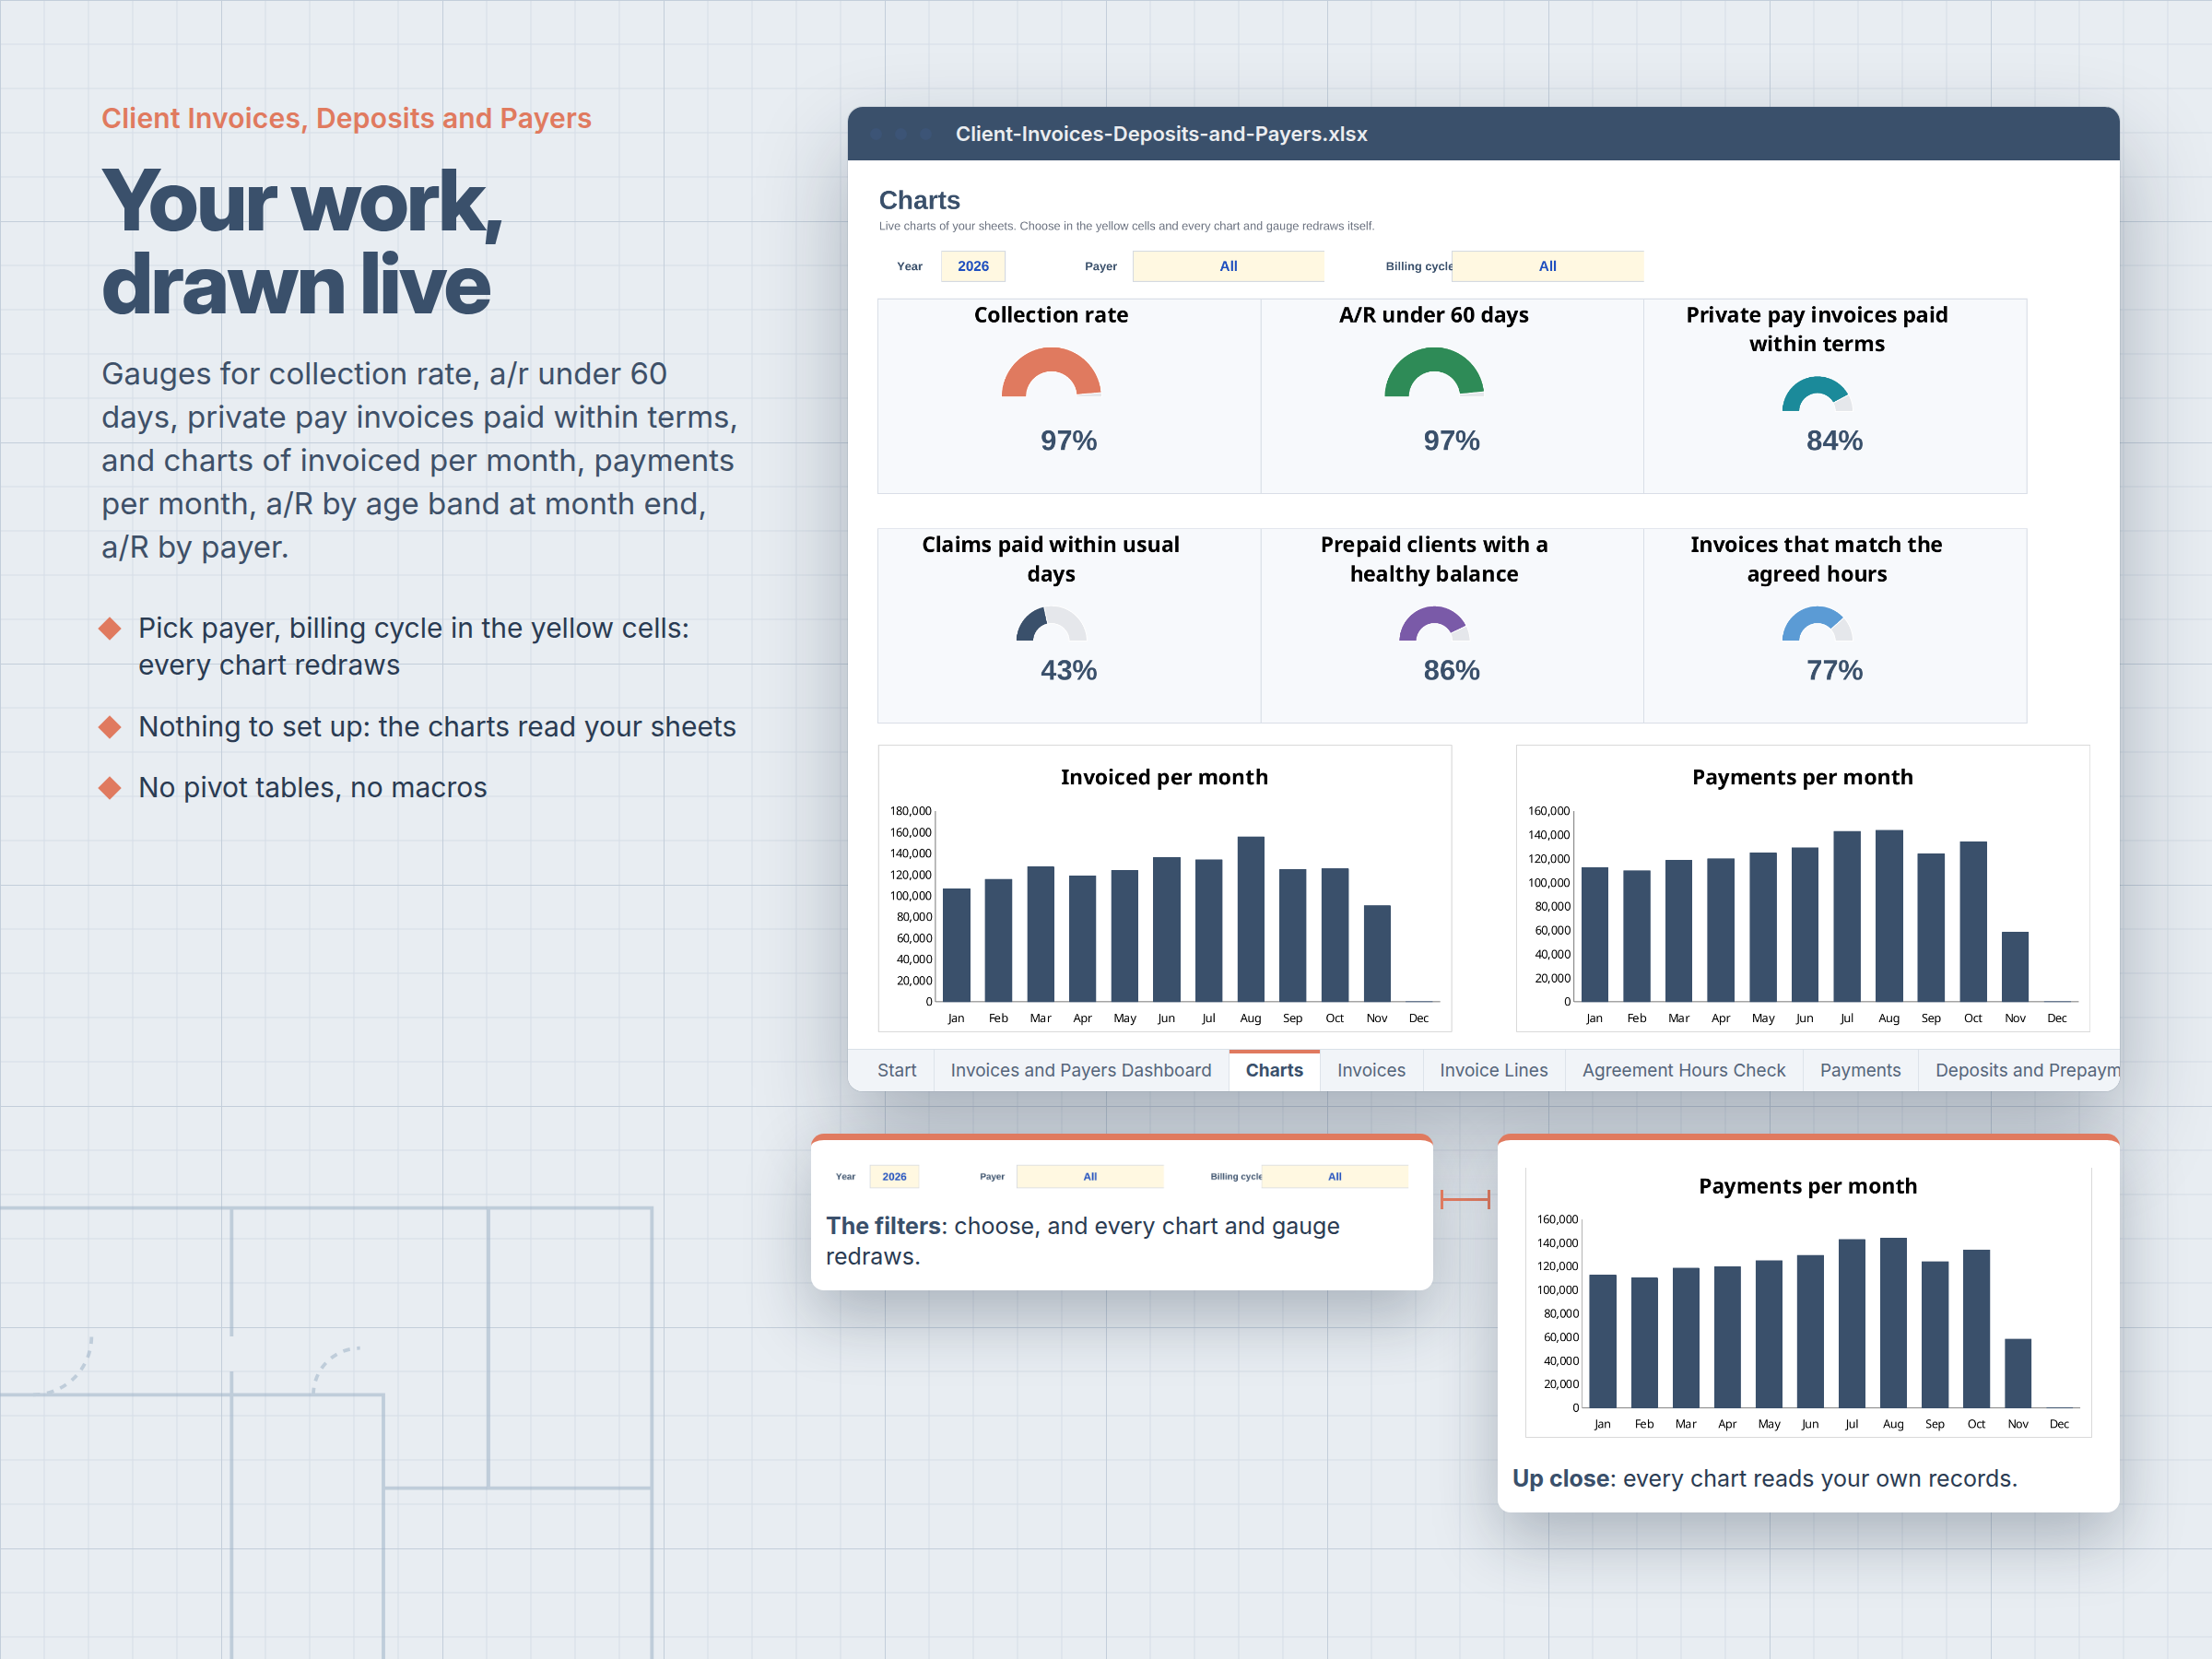 Client Invoices, Deposits and Payers
Your work,
drawn live
Gauges for collection rate, a/r under 60
days, private pay invoices paid within terms,
and charts of invoiced per month, payments
per month, a/R by age band at month end,
a/R by payer.
Pick payer, billing cycle in the yellow cells:
every chart redraws
Nothing to set up: the charts read your sheets
No pivot tables, no macros
Client-Invoices-Deposits-and-Payers.xlsx
Charts
Live charts of your sheets. Choose in the yellow cells and every chart and gauge redraws itself.
Year 2026 Payer All Billing cycle All
Collection rate
97%
A/R under 60 days
97%
Private pay invoices paid
within terms
84%
Claims paid within usual
days
43%
Prepaid clients with a
healthy balance
86%
Invoices that match the
agreed hours
77%
Invoiced per month
180,000
160,000
140,000
120,000
100,000
80,000
60,000
40,000
20,000
0
Jan Feb Mar Apr May Jun Jul Aug Sep Oct Nov Dec
Payments per month
160,000
140,000
120,000
100,000
80,000
60,000
40,000
20,000
0
Jan Feb Mar Apr May Jun Jul Aug Sep Oct Nov Dec
Start Invoices and Payers Dashboard Charts Invoices Invoice Lines Agreement Hours Check Payments Deposits and Prepaym
Year 2026 Payer All Billing cycle All
The filters: choose, and every chart and gauge
redraws.
Payments per month
160,000
140,000
120,000
100,000
80,000
60,000
40,000
20,000
0
Jan Feb Mar Apr May Jun Jul Aug Sep Oct Nov Dec
Up close: every chart reads your own records.